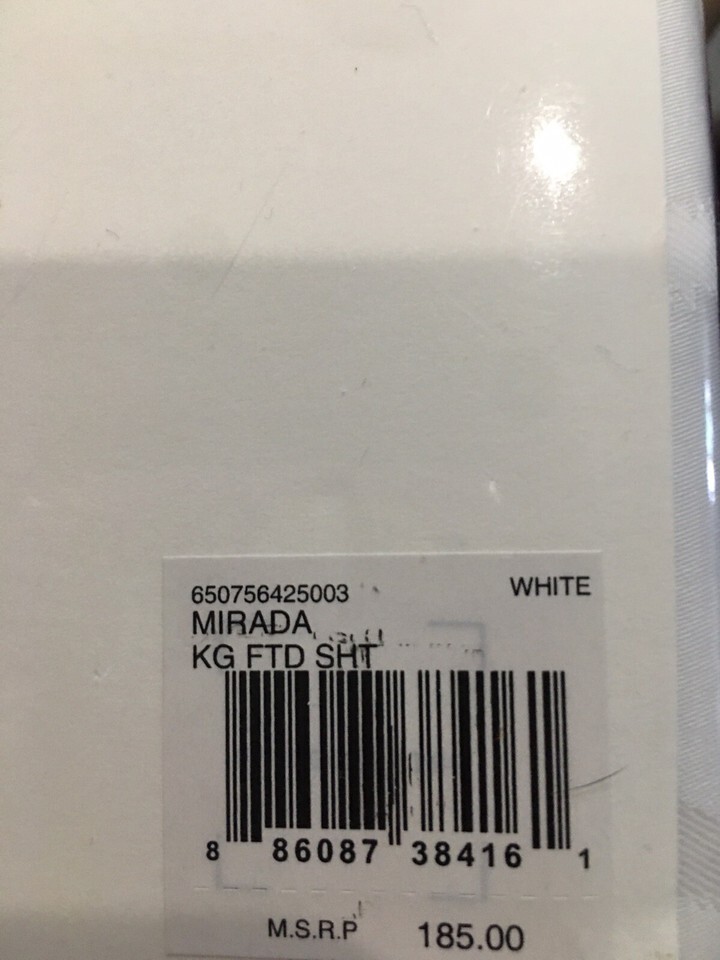 650756425003 WHITE
MIRADA
KG FTD SHT
8 86087 38416 1
M.S.R.P 185.00